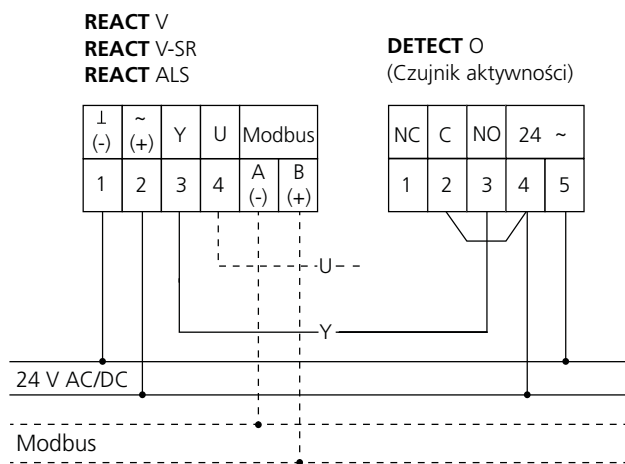 REACT V
REACT V-SR
REACT ALS
DETECT O
(Czujnik aktywności)
⊥ ~ Y U Modbus
(-) (+)
1 2 3 4 A B
(-) (+)
NC C NO 24 ~
1 2 3 4 5
U
Y
24 V AC/DC
Modbus